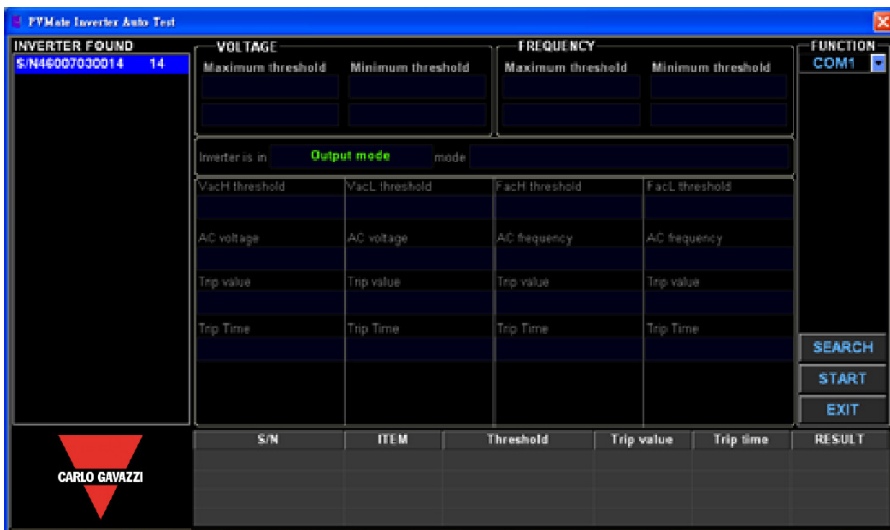 PVMate Inverter Auto Test
INVERTER FOUND
S/N46007030014 14
VOLTAGE
Maximum threshold Minimum threshold
FREQUENCY
Maximum threshold Minimum threshold
FUNCTION
COM1
Inverter is in Output mode mode
VacH threshold VacL threshold FacH threshold FacL threshold
AC voltage AC voltage AC frequency AC frequency
Trip value Trip value Trip value Trip value
Trip Time Trip Time Trip Time Trip Time
SEARCH
START
EXIT
S/N ITEM Threshold Trip value Trip time RESULT
CARLO GAVAZZI